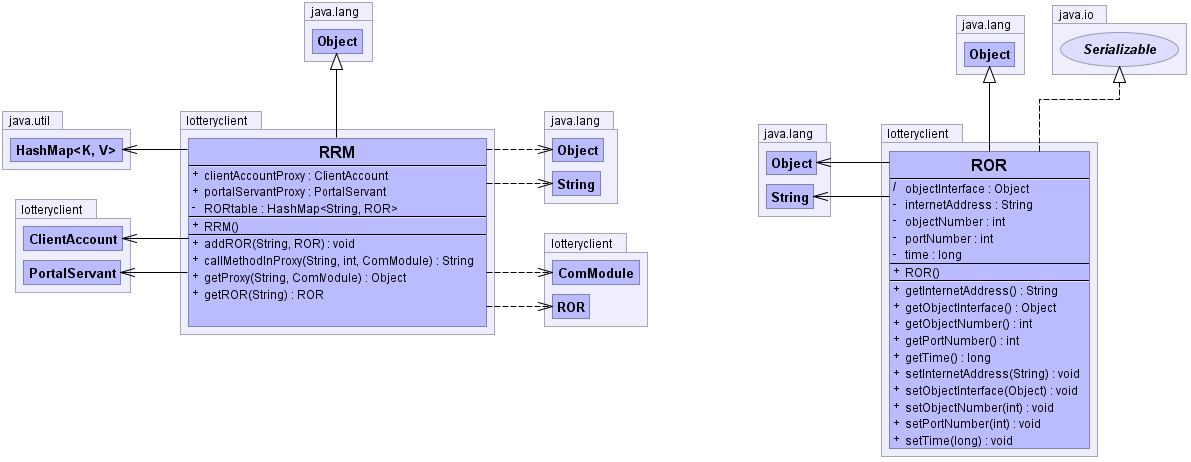 java.lang
Object
java.util
HashMap<K, V>
lotteryclient
ClientAccount
PortalServant
lotteryclient
RRM
+ clientAccountProxy : ClientAccount
+ portalServantProxy : PortalServant
- RORtable : HashMap<String, ROR>
+ RRM()
+ addROR(String, ROR) : void
+ callMethodInProxy(String, int, ComModule) : String
+ getProxy(String, ComModule) : Object
+ getROR(String) : ROR
java.lang
Object
String
lotteryclient
ComModule
ROR
java.lang
Object
java.io
Serializable
java.lang
Object
String
lotteryclient
ROR
/ objectInterface : Object
- internetAddress : String
- objectNumber : int
- portNumber : int
- time : long
+ ROR()
+ getInternetAddress() : String
+ getObjectInterface() : Object
+ getObjectNumber() : int
+ getPortNumber() : int
+ getTime() : long
+ setInternetAddress(String) : void
+ setObjectInterface(Object) : void
+ setObjectNumber(int) : void
+ setPortNumber(int) : void
+ setTime(long) : void